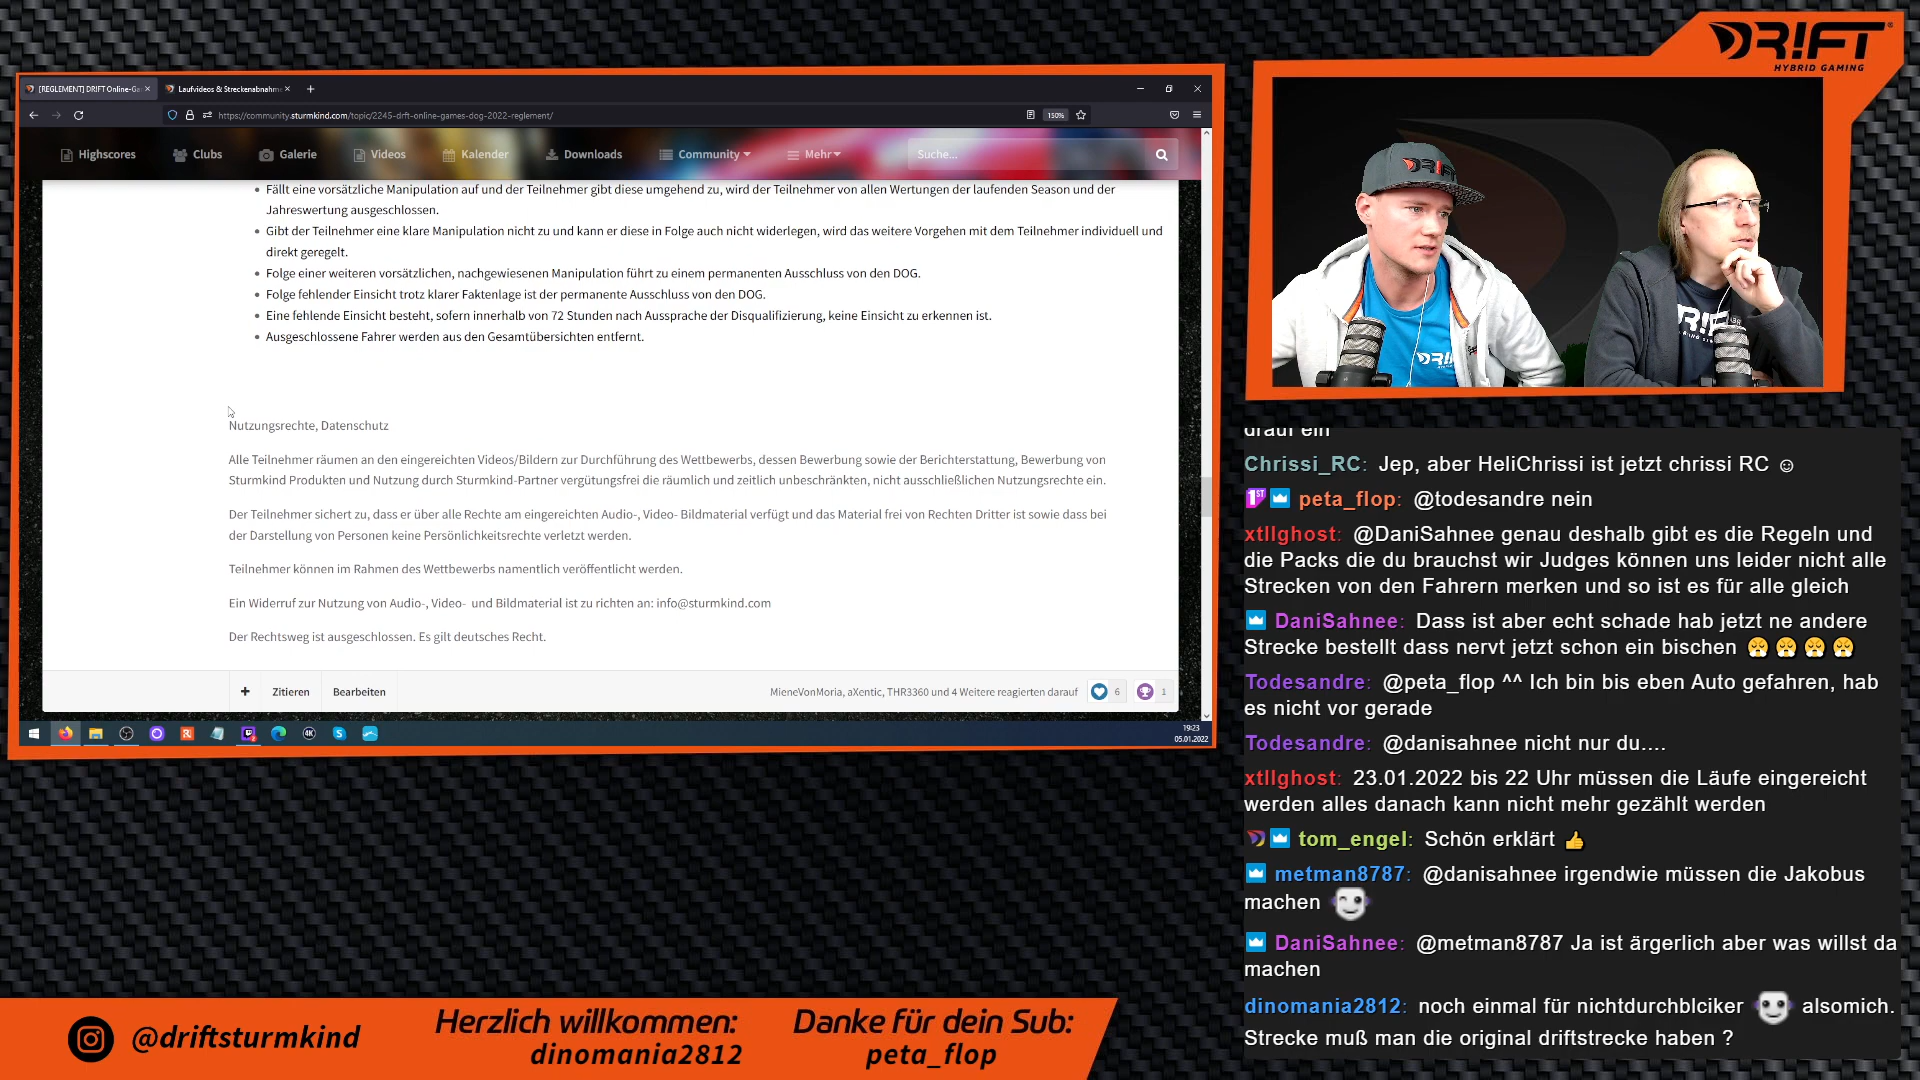 DR!FT
HYBRID GAMING
[REGLEMENT] DR!FT Online-Ga
Laufvideos & Streckenabnahme
https://community.sturmkind.com/topic/2245-drft-online-games-dog-2022-reglement/
150%
Highscores
Clubs
Galerie
Videos
Kalender
Downloads
Community
Mehr
Suche...
Fällt eine vorsätzliche Manipulation auf und der Teilnehmer gibt diese umgehend zu, wird der Teilnehmer von allen Wertungen der laufenden Season und der
Jahreswertung ausgeschlossen.
Gibt der Teilnehmer eine klare Manipulation nicht zu und kann er diese in Folge auch nicht widerlegen, wird das weitere Vorgehen mit dem Teilnehmer individuell und
direkt geregelt.
Folge einer weiteren vorsätzlichen, nachgewiesenen Manipulation führt zu einem permanenten Ausschluss von den DOG.
Folge fehlender Einsicht trotz klarer Faktenlage ist der permanente Ausschluss von den DOG.
Eine fehlende Einsicht besteht, sofern innerhalb von 72 Stunden nach Aussprache der Disqualifizierung, keine Einsicht zu erkennen ist.
Ausgeschlossene Fahrer werden aus den Gesamtübersichten entfernt.
Nutzungsrechte, Datenschutz
Alle Teilnehmer räumen an den eingereichten Videos/Bildern zur Durchführung des Wettbewerbs, dessen Bewerbung sowie der Berichterstattung, Bewerbung von
Sturmkind Produkten und Nutzung durch Sturmkind-Partner vergütungsfrei die räumlich und zeitlich unbeschränkten, nicht ausschließlichen Nutzungsrechte ein.
Der Teilnehmer sichert zu, dass er über alle Rechte am eingereichten Audio-, Video- Bildmaterial verfügt und das Material frei von Rechten Dritter ist sowie dass bei
der Darstellung von Personen keine Persönlichkeitsrechte verletzt werden.
Teilnehmer können im Rahmen des Wettbewerbs namentlich veröffentlicht werden.
Ein Widerruf zur Nutzung von Audio-, Video- und Bildmaterial ist zu richten an: info@sturmkind.com
Der Rechtsweg ist ausgeschlossen. Es gilt deutsches Recht.
Zitieren
Bearbeiten
MieneVonMoria, aXentic, THR3360 und 4 Weitere reagierten darauf
6
1
19:23
05.01.2022
drauf ein
Chrissi_RC: Jep, aber HeliChrissi ist jetzt chrissi RC ☺
1ST peta_flop: @todesandre nein
xtllghost: @DaniSahnee genau deshalb gibt es die Regeln und
die Packs die du brauchst wir Judges können uns leider nicht alle
Strecken von den Fahrern merken und so ist es für alle gleich
DaniSahnee: Dass ist aber echt schade hab jetzt ne andere
Strecke bestellt dass nervt jetzt schon ein bischen 😤 😤 😤 😤
Todesandre: @peta_flop ^^ Ich bin bis eben Auto gefahren, hab
es nicht vor gerade
Todesandre: @danisahnee nicht nur du....
xtllghost: 23.01.2022 bis 22 Uhr müssen die Läufe eingereicht
werden alles danach kann nicht mehr gezählt werden
tom_engel: Schön erklärt 👍
metman8787: @danisahnee irgendwie müssen die Jakobus
machen
DaniSahnee: @metman8787 Ja ist ärgerlich aber was willst da
machen
dinomania2812: noch einmal für nichtdurchblciker alsomich.
Strecke muß man die original driftstrecke haben ?
@driftsturmkind
Herzlich willkommen:
dinomania2812
Danke für dein Sub:
peta_flop